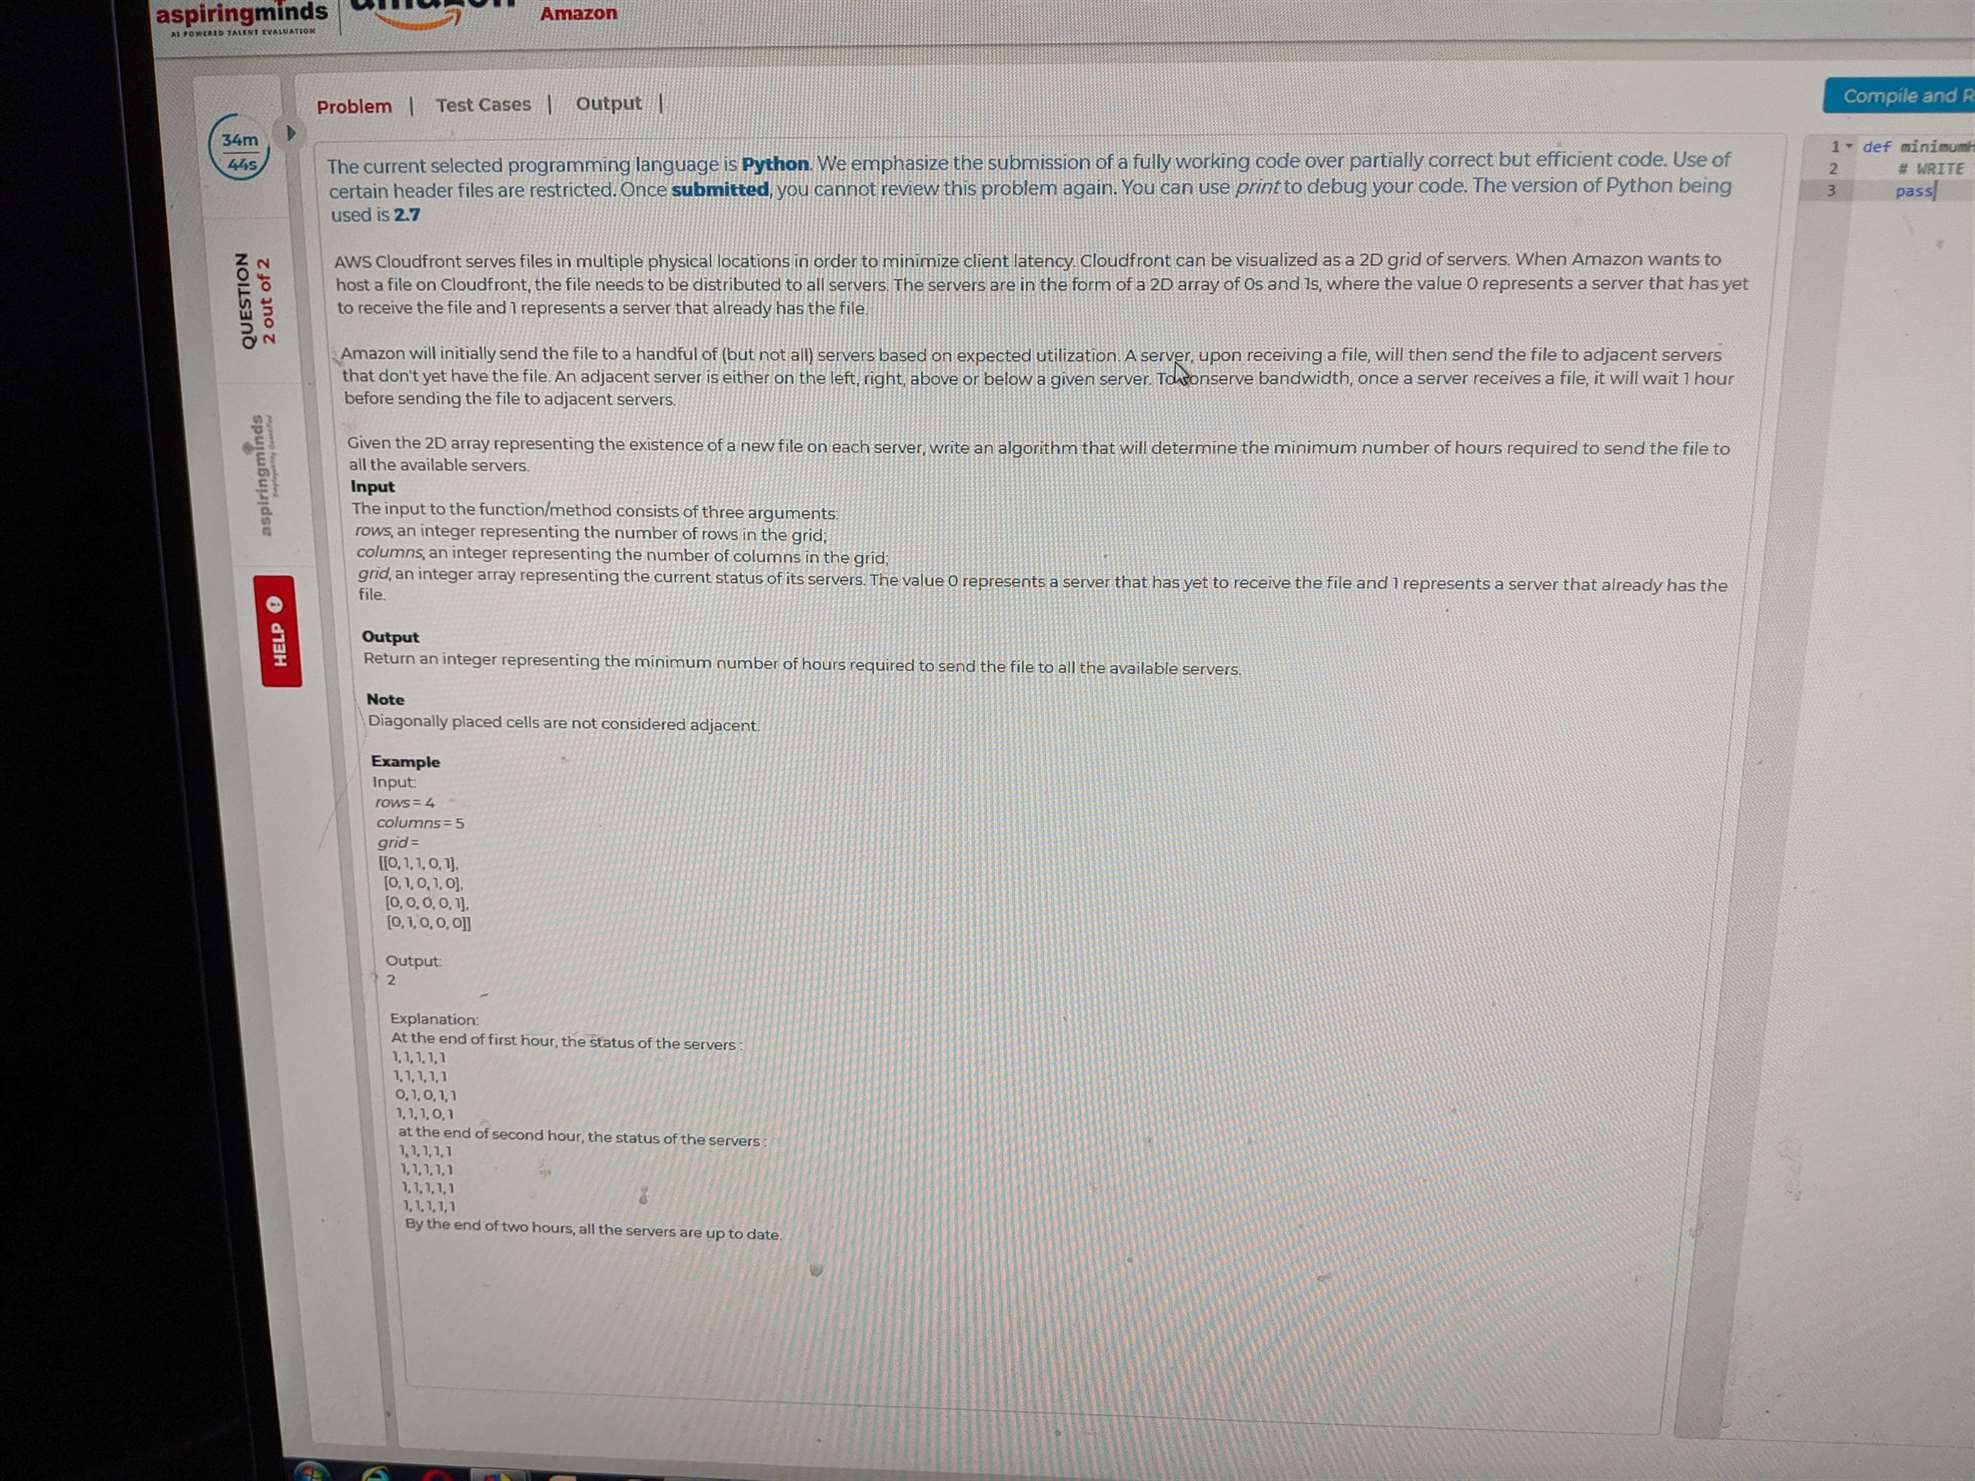 aspiringminds
AI POWERED TALENT EVALUATION
Amazon
34m
44s
Problem | Test Cases | Output |
Compile and R
QUESTION
2 out of 2
aspiringminds
HELP
The current selected programming language is Python. We emphasize the submission of a fully working code over partially correct but efficient code. Use of
certain header files are restricted. Once submitted, you cannot review this problem again. You can use print to debug your code. The version of Python being
used is 2.7
AWS Cloudfront serves files in multiple physical locations in order to minimize client latency. Cloudfront can be visualized as a 2D grid of servers. When Amazon wants to
host a file on Cloudfront, the file needs to be distributed to all servers. The servers are in the form of a 2D array of 0s and 1s, where the value 0 represents a server that has yet
to receive the file and 1 represents a server that already has the file.
Amazon will initially send the file to a handful of (but not all) servers based on expected utilization. A server, upon receiving a file, will then send the file to adjacent servers
that don't yet have the file. An adjacent server is either on the left, right, above or below a given server. To conserve bandwidth, once a server receives a file, it will wait 1 hour
before sending the file to adjacent servers.
Given the 2D array representing the existence of a new file on each server, write an algorithm that will determine the minimum number of hours required to send the file to
all the available servers.
Input
The input to the function/method consists of three arguments:
rows, an integer representing the number of rows in the grid;
columns, an integer representing the number of columns in the grid;
grid, an integer array representing the current status of its servers. The value 0 represents a server that has yet to receive the file and 1 represents a server that already has the
file.
Output
Return an integer representing the minimum number of hours required to send the file to all the available servers.
Note
Diagonally placed cells are not considered adjacent.
Example
Input:
rows = 4
columns = 5
grid =
[[0, 1, 1, 0, 1],
[0, 1, 0, 1, 0],
[0, 0, 0, 0, 1],
[0, 1, 0, 0, 0]]
Output:
2
Explanation:
At the end of first hour, the status of the servers :
1, 1, 1, 1, 1
1, 1, 1, 1, 1
0, 1, 0, 1, 1
1, 1, 1, 0, 1
at the end of second hour, the status of the servers :
1, 1, 1, 1, 1
1, 1, 1, 1, 1
1, 1, 1, 1, 1
1, 1, 1, 1, 1
By the end of two hours, all the servers are up to date.
1 def minimumH
2 # WRITE
3 pass